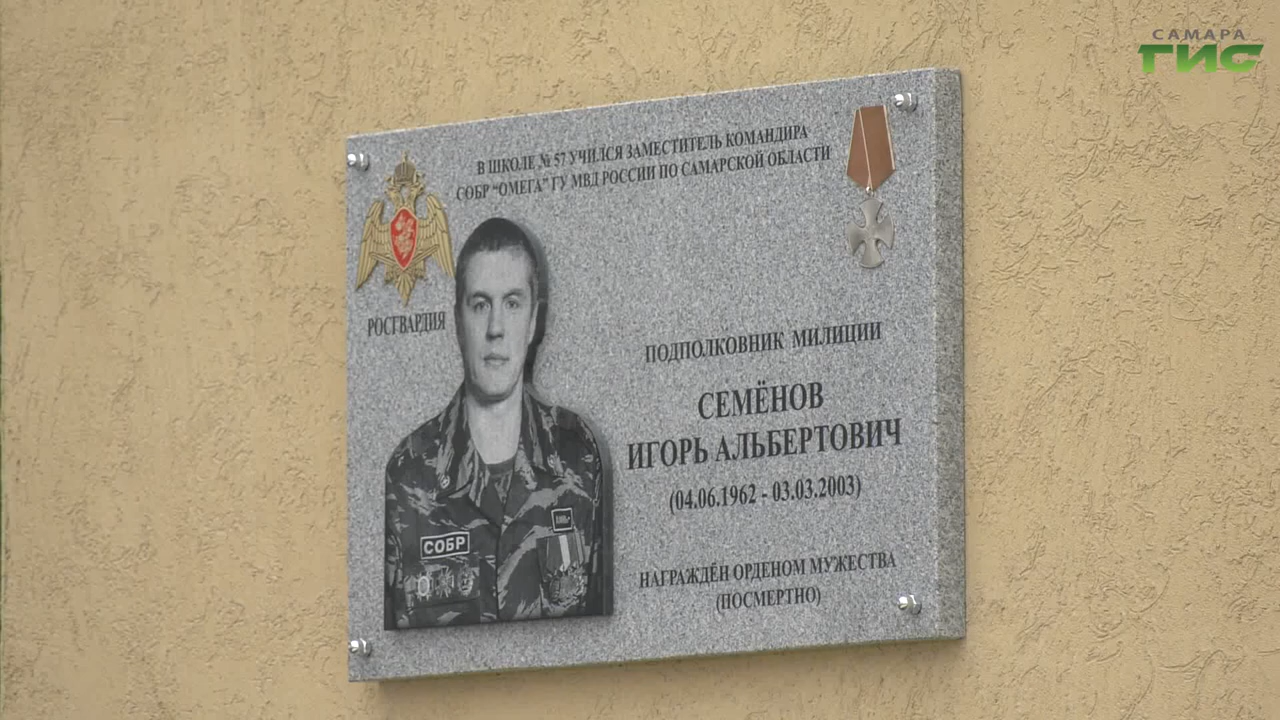 САМАРА
ГИС
В ШКОЛЕ № 57 УЧИЛСЯ ЗАМЕСТИТЕЛЬ КОМАНДИРА
СОБР "ОМЕГА" ГУ МВД РОССИИ ПО САМАРСКОЙ ОБЛАСТИ
РОСГВАРДИЯ
ПОДПОЛКОВНИК МИЛИЦИИ
СЕМЁНОВ
ИГОРЬ АЛЬБЕРТОВИЧ
(04.06.1962 - 03.03.2003)
СОБР
НАГРАЖДЁН ОРДЕНОМ МУЖЕСТВА
(ПОСМЕРТНО)